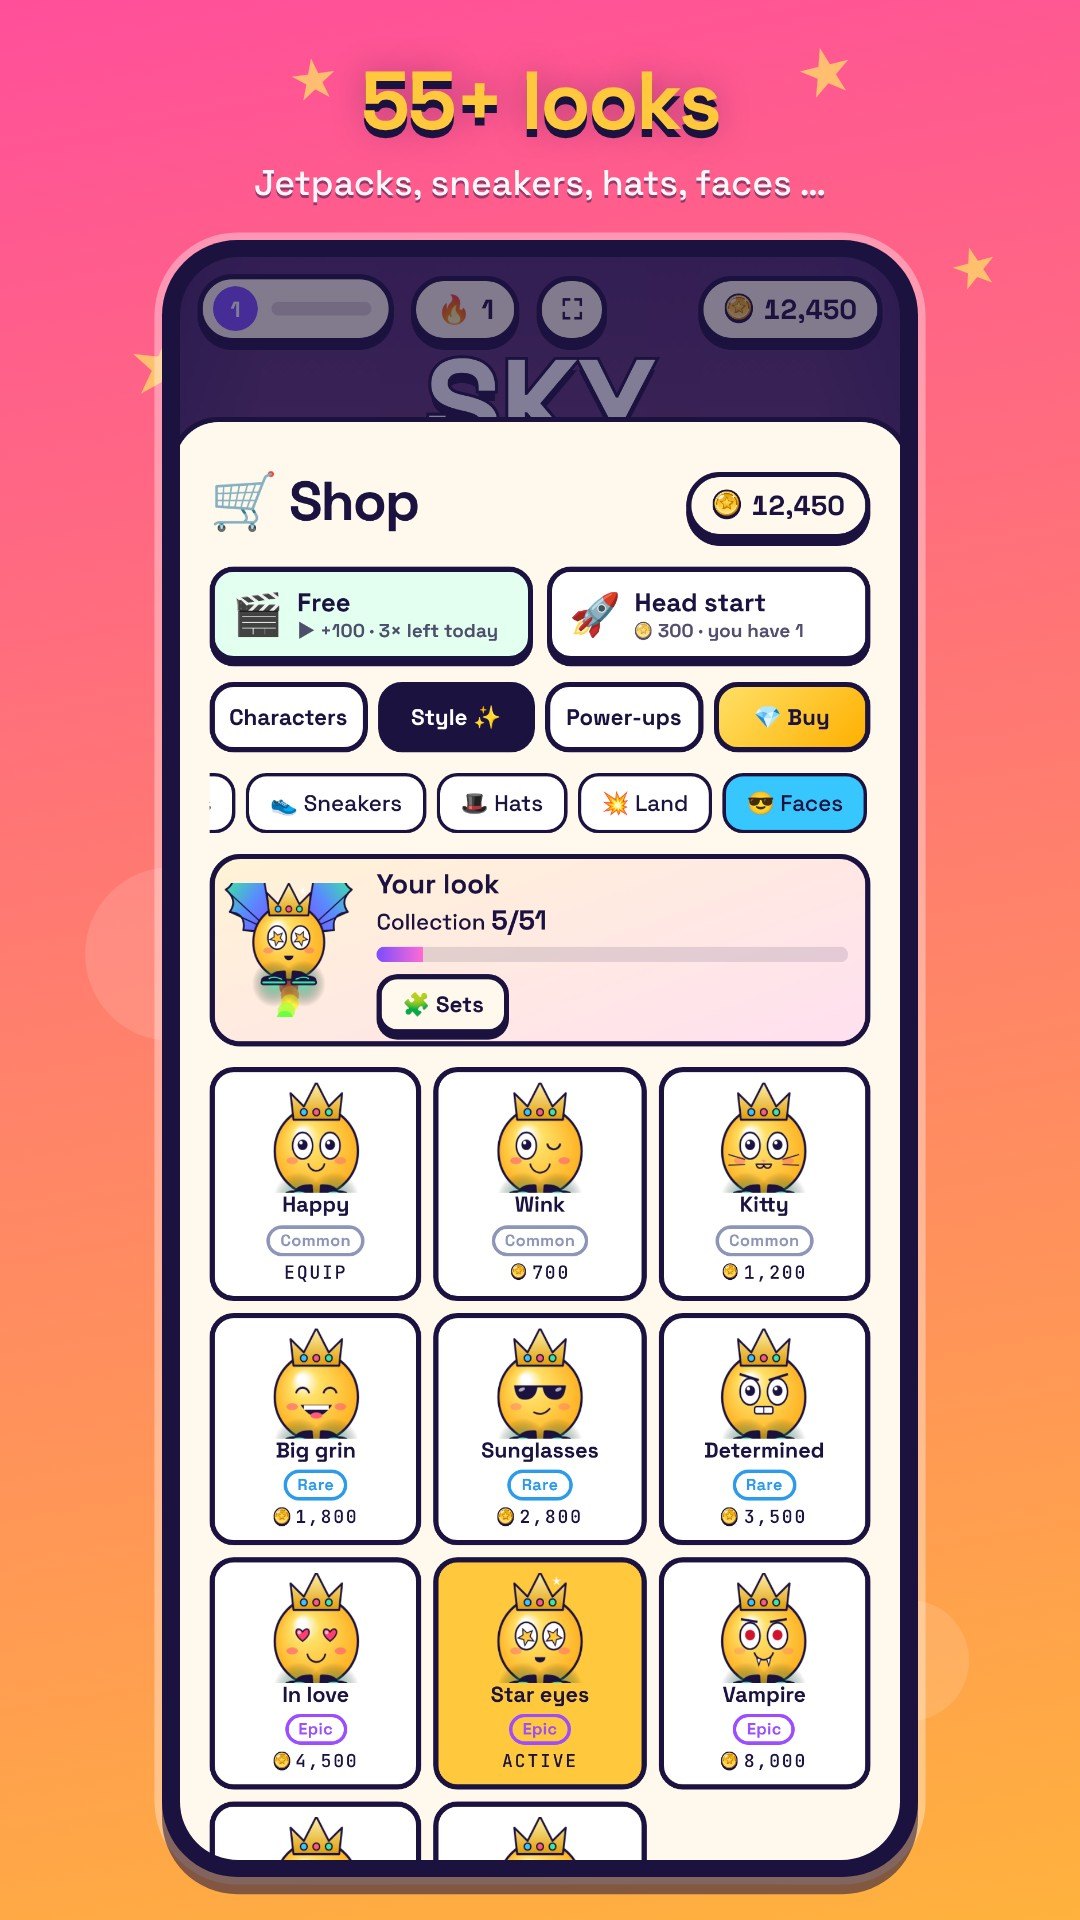 55+ looks
Jetpacks, sneakers, hats, faces ...
1
1
12,450
SKY
Shop
12,450
Free
▶ +100 · 3× left today
Head start
300 · you have 1
Characters
Style ✨
Power-ups
💎 Buy
Sneakers
Hats
Land
Faces
Your look
Collection 5/51
Sets
Happy
Common
EQUIP
Wink
Common
700
Kitty
Common
1,200
Big grin
Rare
1,800
Sunglasses
Rare
2,800
Determined
Rare
3,500
In love
Epic
4,500
Star eyes
Epic
ACTIVE
Vampire
Epic
8,000